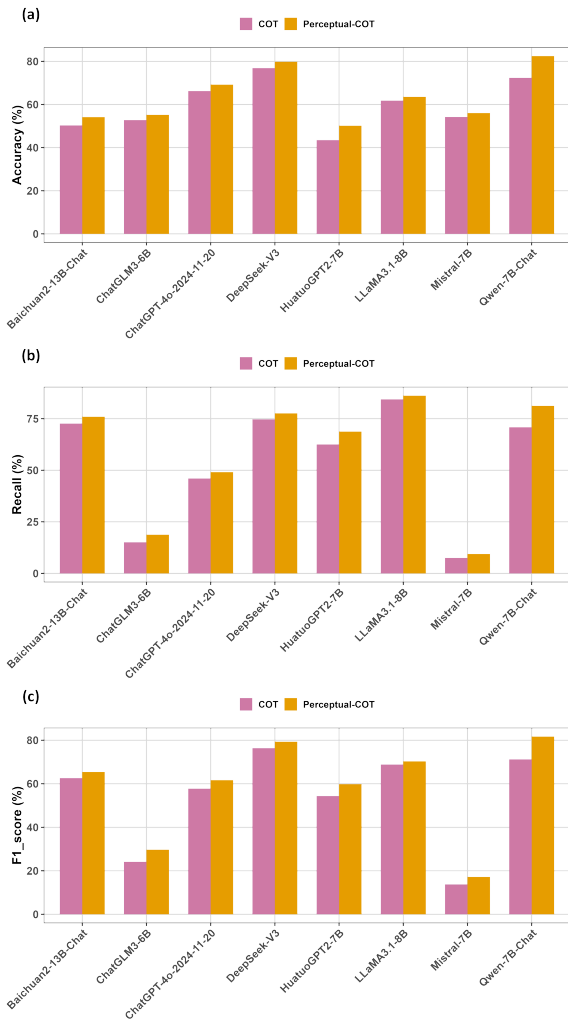 (a)
COT Perceptual-COT
Accuracy (%)
80
60
40
20
0
Baichuan2-13B-Chat
ChatGLM3-6B
ChatGPT-4o-2024-11-20
DeepSeek-V3
HuatuoGPT2-7B
LLaMA3.1-8B
Mistral-7B
Qwen-7B-Chat
(b)
COT Perceptual-COT
Recall (%)
75
50
25
0
Baichuan2-13B-Chat
ChatGLM3-6B
ChatGPT-4o-2024-11-20
DeepSeek-V3
HuatuoGPT2-7B
LLaMA3.1-8B
Mistral-7B
Qwen-7B-Chat
(c)
COT Perceptual-COT
F1_score (%)
80
60
40
20
0
Baichuan2-13B-Chat
ChatGLM3-6B
ChatGPT-4o-2024-11-20
DeepSeek-V3
HuatuoGPT2-7B
LLaMA3.1-8B
Mistral-7B
Qwen-7B-Chat